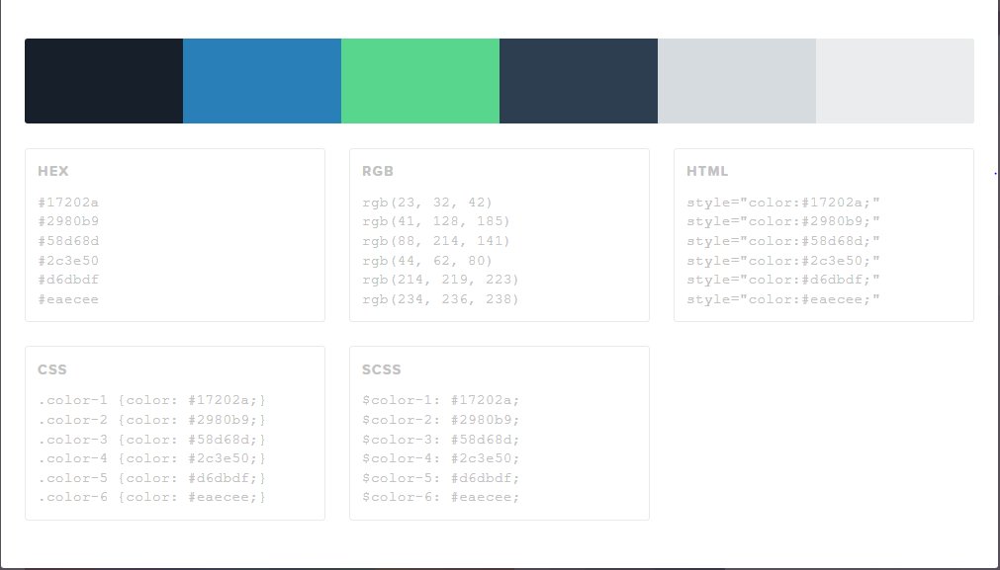 HEX
#17202a
#2980b9
#58d68d
#2c3e50
#d6dbdf
#eaecee
RGB
rgb(23, 32, 42)
rgb(41, 128, 185)
rgb(88, 214, 141)
rgb(44, 62, 80)
rgb(214, 219, 223)
rgb(234, 236, 238)
HTML
style="color:#17202a;"
style="color:#2980b9;"
style="color:#58d68d;"
style="color:#2c3e50;"
style="color:#d6dbdf;"
style="color:#eaecee;"
CSS
.color-1 {color: #17202a;}
.color-2 {color: #2980b9;}
.color-3 {color: #58d68d;}
.color-4 {color: #2c3e50;}
.color-5 {color: #d6dbdf;}
.color-6 {color: #eaecee;}
SCSS
$color-1: #17202a;
$color-2: #2980b9;
$color-3: #58d68d;
$color-4: #2c3e50;
$color-5: #d6dbdf;
$color-6: #eaecee;